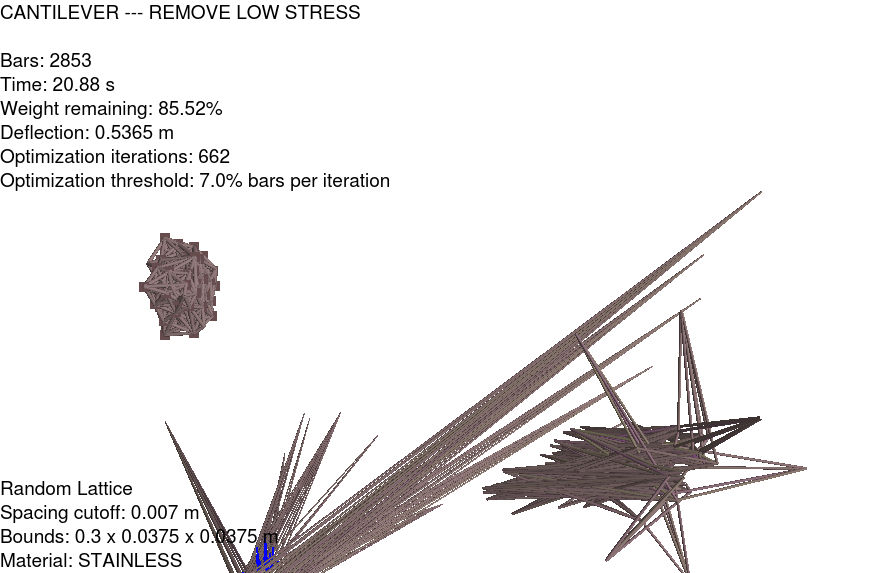 CANTILEVER --- REMOVE LOW STRESS
Bars: 2853
Time: 20.88 s
Weight remaining: 85.52%
Deflection: 0.5365 m
Optimization iterations: 662
Optimization threshold: 7.0% bars per iteration
Random Lattice
Spacing cutoff: 0.007 m
Bounds: 0.3 x 0.0375 x 0.0375 m
Material: STAINLESS